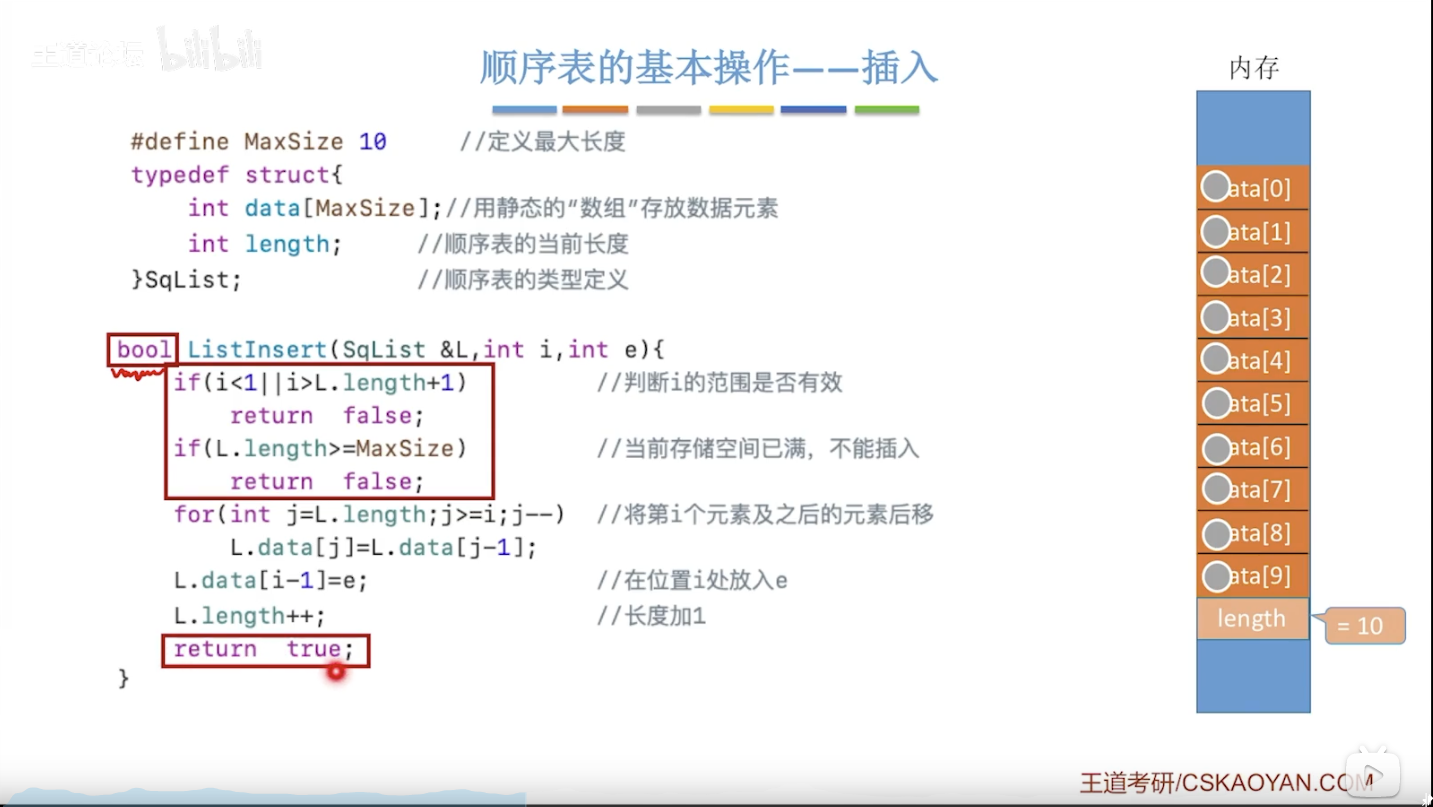 王道论坛 bilibili
顺序表的基本操作——插入
#define MaxSize 10 //定义最大长度
typedef struct{
int data[MaxSize];//用静态的“数组”存放数据元素
int length; //顺序表的当前长度
}SqList; //顺序表的类型定义
bool ListInsert(SqList &L,int i,int e){
if(i<1||i>L.length+1) //判断i的范围是否有效
return false;
if(L.length>=MaxSize) //当前存储空间已满，不能插入
return false;
for(int j=L.length;j>=i;j--) //将第i个元素及之后的元素后移
L.data[j]=L.data[j-1];
L.data[i-1]=e; //在位置i处放入e
L.length++; //长度加1
return true;
}
内存
ata[0]
ata[1]
ata[2]
ata[3]
ata[4]
ata[5]
ata[6]
ata[7]
ata[8]
ata[9]
length
= 10
王道考研/CSKAOYAN.COM